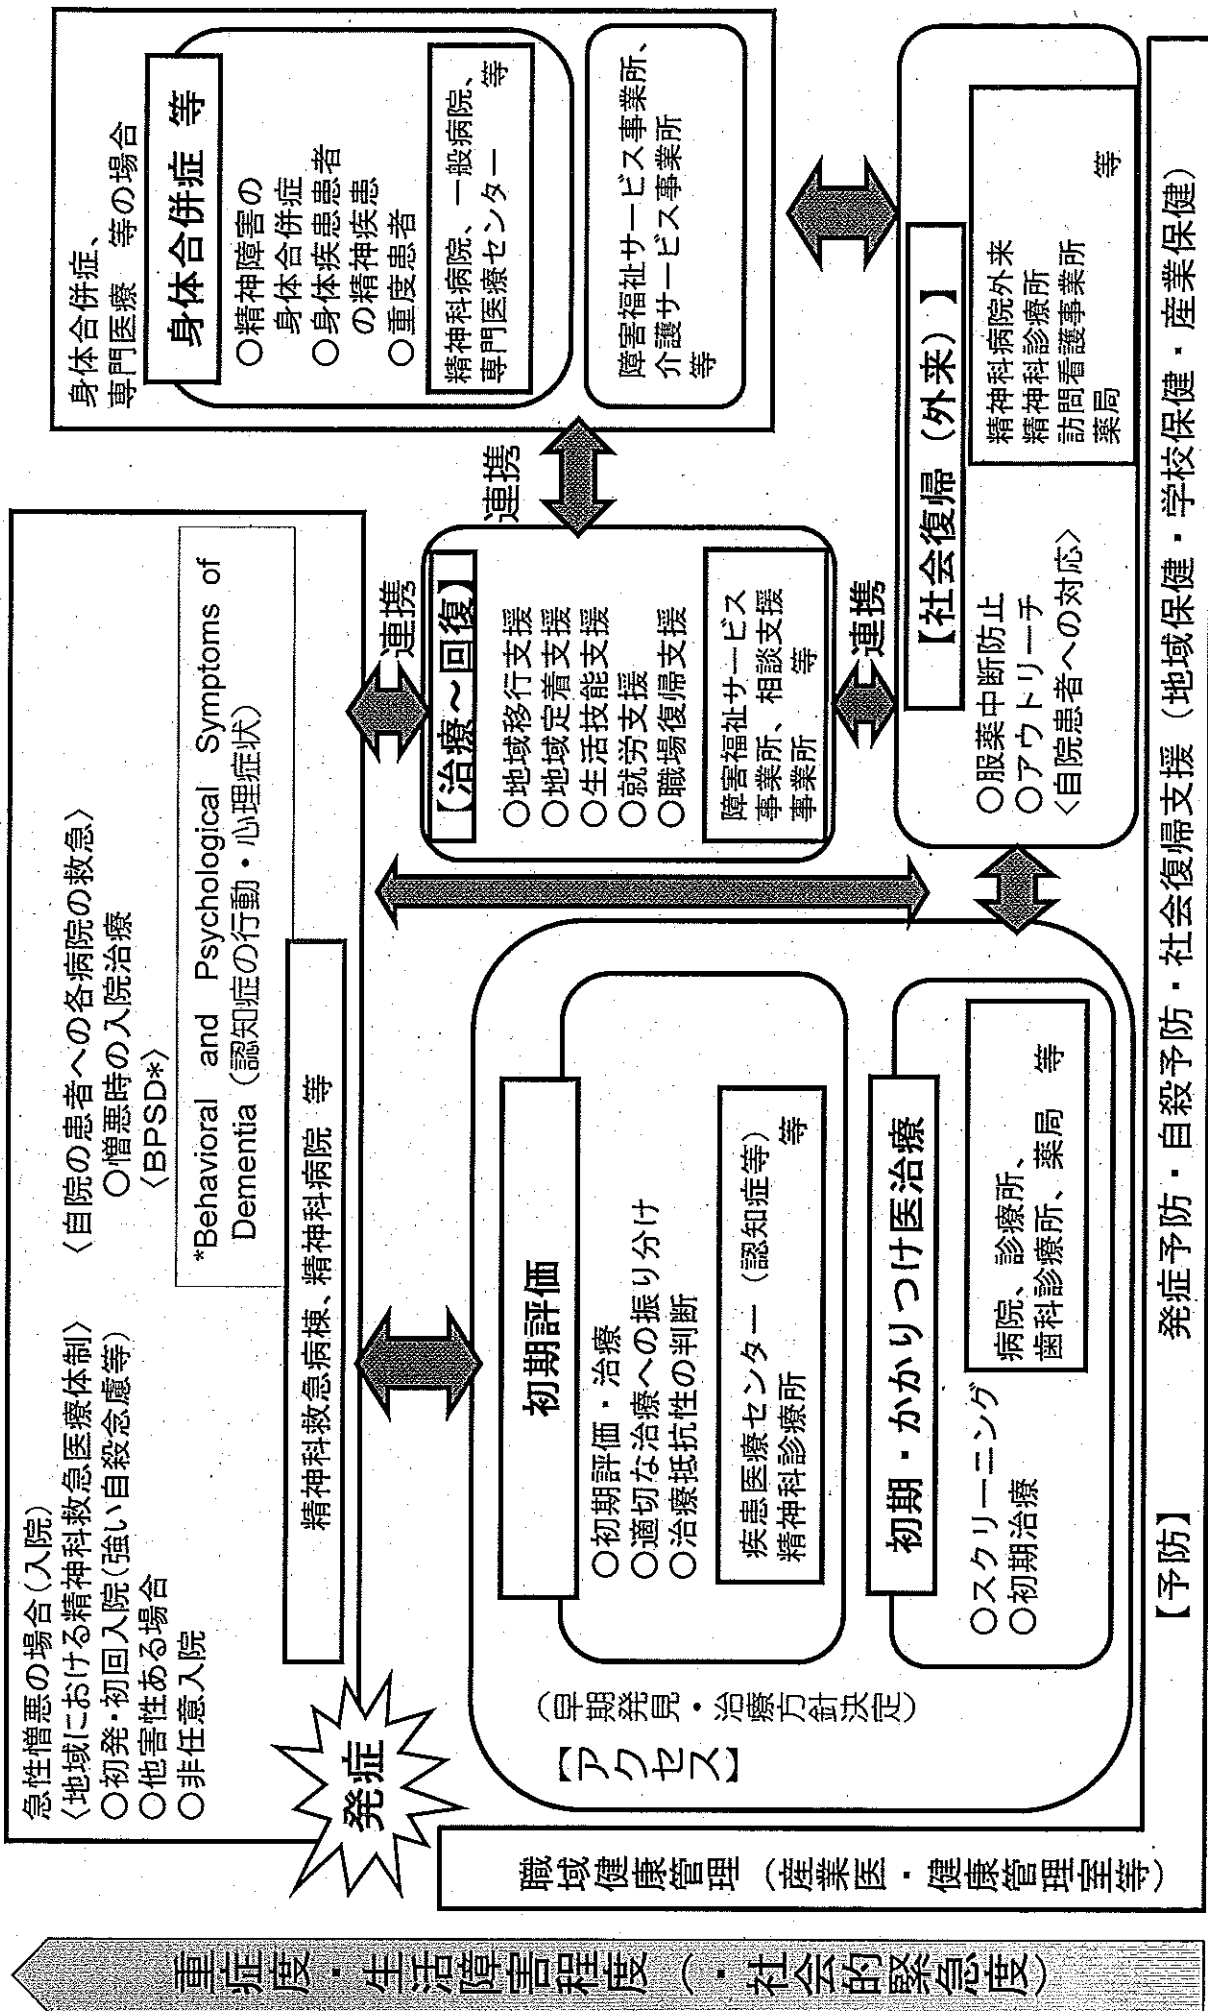 重症度・生活障害程度（・社会的緊急度）
急性憎悪の場合（入院）
〈地域における精神科救急医療体制〉
○初発・初回入院（強い自殺念慮等）
○他害性ある場合
○非任意入院
〈自院の患者への各病院の救急〉
○憎悪時の入院治療
〈BPSD*〉
*Behavioral and Psychological Symptoms of
Dementia（認知症の行動・心理症状）
精神科救急病棟、精神科病院 等
発症
身体合併症、
専門医療 等の場合
身体合併症 等
○精神障害の
身体合併症
○身体疾患患者
の精神疾患
○重度患者
精神科病院、一般病院、
専門医療センター 等
障害福祉サービス事業所、
介護サービス事業所
等
連携
連携
【治療～回復】
○地域移行支援
○地域定着支援
○生活技能支援
○就労支援
○職場復帰支援
障害福祉サービス
事業所、相談支援
事業所 等
連携
【アクセス】
（早期発見・治療方針決定）
初期評価
○初期評価・治療
○適切な治療への振り分け
○治療抵抗性の判断
疾患医療センター（認知症等）
精神科診療所 等
初期・かかりつけ医治療
○スクリーニング
○初期治療
病院、診療所、
歯科診療所、薬局 等
【社会復帰（外来）】
○服薬中断防止
○アウトリーチ
〈自院患者への対応〉
精神科病院外来
精神科診療所
訪問看護事業所
薬局 等
職域健康管理（産業医・健康管理室等）
【予防】 発症予防・自殺予防・社会復帰支援（地域保健・学校保健・産業保健）